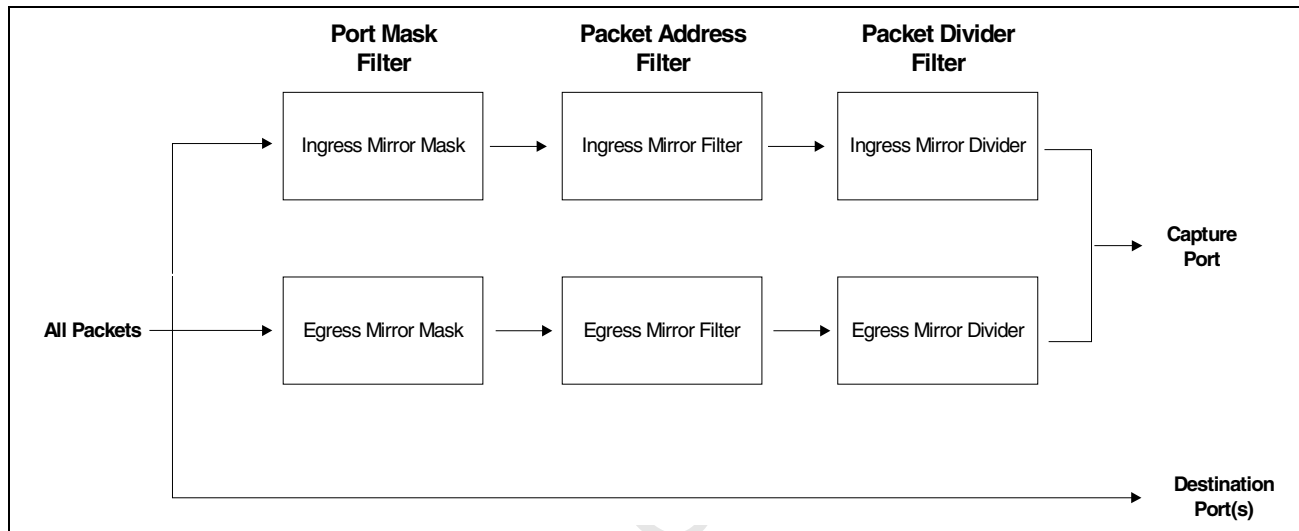 Port Mask
Filter
Packet Address
Filter
Packet Divider
Filter
Ingress Mirror Mask
Ingress Mirror Filter
Ingress Mirror Divider
Capture
Port
All Packets
Egress Mirror Mask
Egress Mirror Filter
Egress Mirror Divider
Destination
Port(s)